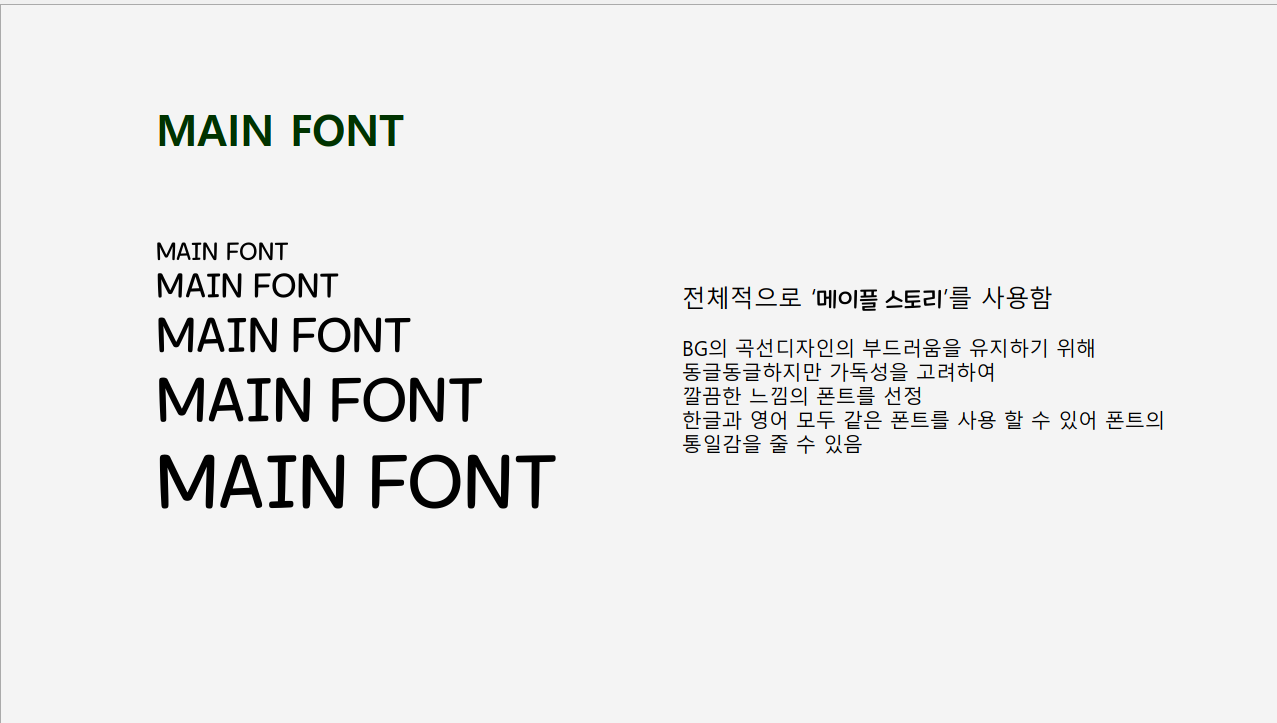 MAIN FONT
MAIN FONT
MAIN FONT
MAIN FONT
MAIN FONT
MAIN FONT
전체적으로 '메이플 스토리'를 사용함
BG의 곡선디자인의 부드러움을 유지하기 위해
동글동글하지만 가독성을 고려하여
깔끔한 느낌의 폰트를 선정
한글과 영어 모두 같은 폰트를 사용 할 수 있어 폰트의
통일감을 줄 수 있음